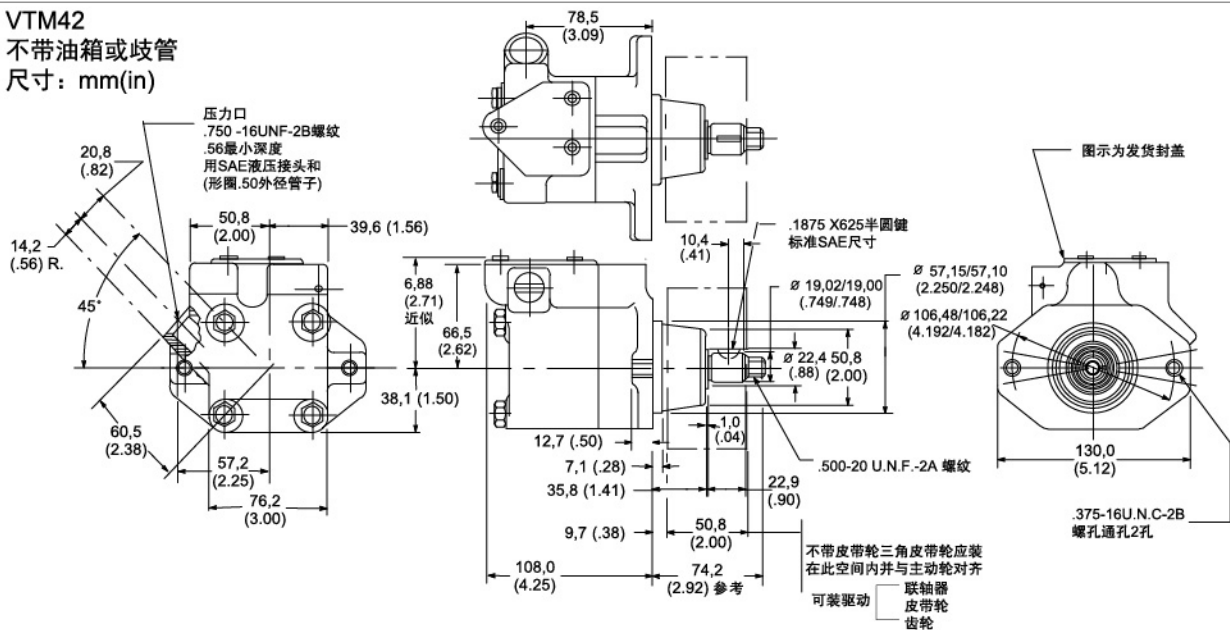 VTM42
不带油箱或歧管
尺寸：mm(in)
78,5
(3.09)
压力口
.750 -16UNF-2B螺纹
.56最小深度
用SAE液压接头和
(形圈.50外径管子)
20,8
(.82)
14,2
(.56) R.
45°
50,8
(2.00)
39,6 (1.56)
60,5
(2.38)
57,2
(2.25)
76,2
(3.00)
38,1 (1.50)
6,88
(2.71)
近似
66,5
(2.62)
10,4
(.41)
.1875 X625半圆键
标准SAE尺寸
ø 19,02/19,00
(.749/.748)
ø 57,15/57,10
(2.250/2.248)
ø 106,48/106,22
(4.192/4.182)
ø 22,4
(.88)
50,8
(2.00)
12,7 (.50)
7,1 (.28)
35,8 (1.41)
9,7 (.38)
1,0
(.04)
22,9
(.90)
.500-20 U.N.F.-2A 螺纹
50,8
(2.00)
108,0
(4.25)
74,2
(2.92) 参考
不带皮带轮三角皮带轮应装
在此空间内并与主动轮对齐
可装驱动
联轴器
皮带轮
齿轮
图示为发货封盖
130,0
(5.12)
.375-16U.N.C-2B
螺孔通孔2孔